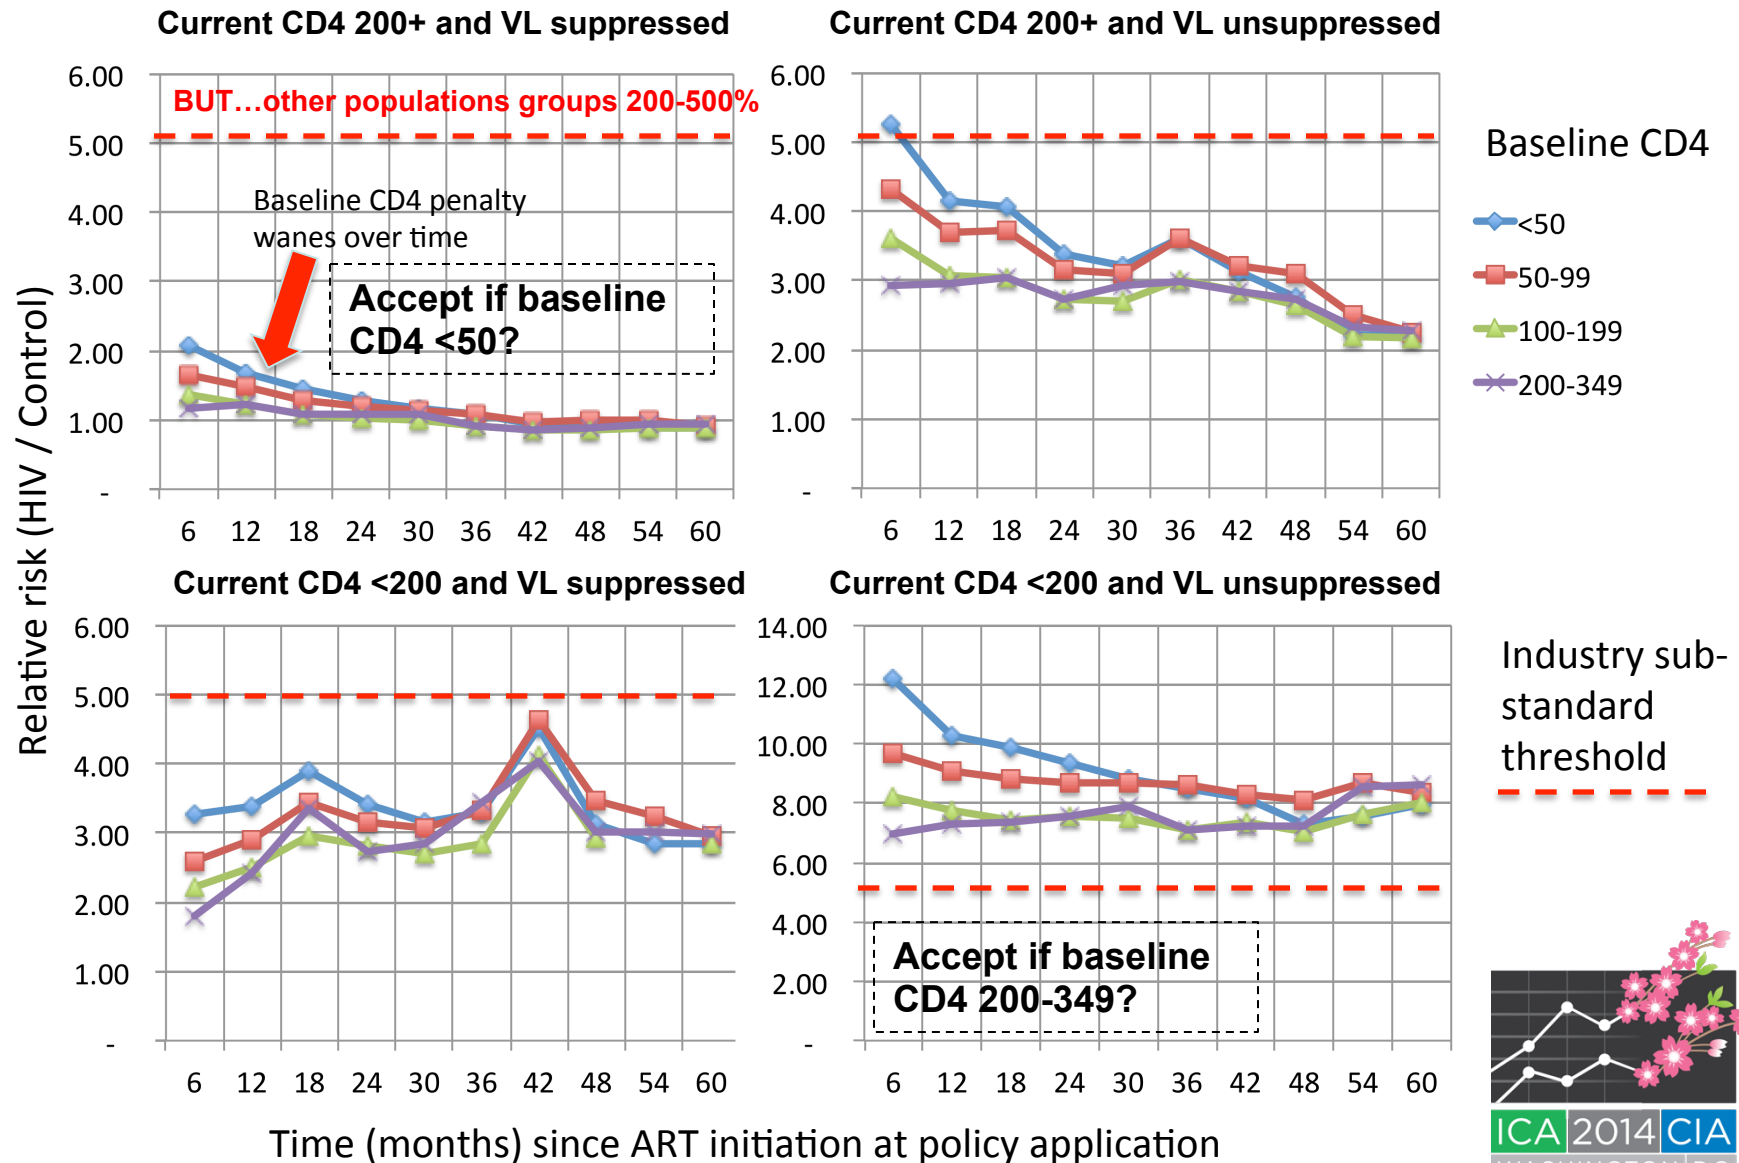 Current CD4 200+ and VL suppressed
6.00
5.00
4.00
3.00
2.00
1.00
-
BUT...other populations groups 200-500%
Baseline CD4 penalty
wanes over time
Accept if baseline
CD4 <50?
6 12 18 24 30 36 42 48 54 60
Current CD4 200+ and VL unsuppressed
6.00
5.00
4.00
3.00
2.00
1.00
-
6 12 18 24 30 36 42 48 54 60
Baseline CD4
<50
50-99
100-199
200-349
Relative risk (HIV / Control)
Current CD4 <200 and VL suppressed
6.00
5.00
4.00
3.00
2.00
1.00
-
6 12 18 24 30 36 42 48 54 60
Current CD4 <200 and VL unsuppressed
14.00
12.00
10.00
8.00
6.00
4.00
2.00
-
Accept if baseline
CD4 200-349?
6 12 18 24 30 36 42 48 54 60
Industry sub-
standard
threshold
Time (months) since ART initiation at policy application
ICA 2014 CIA